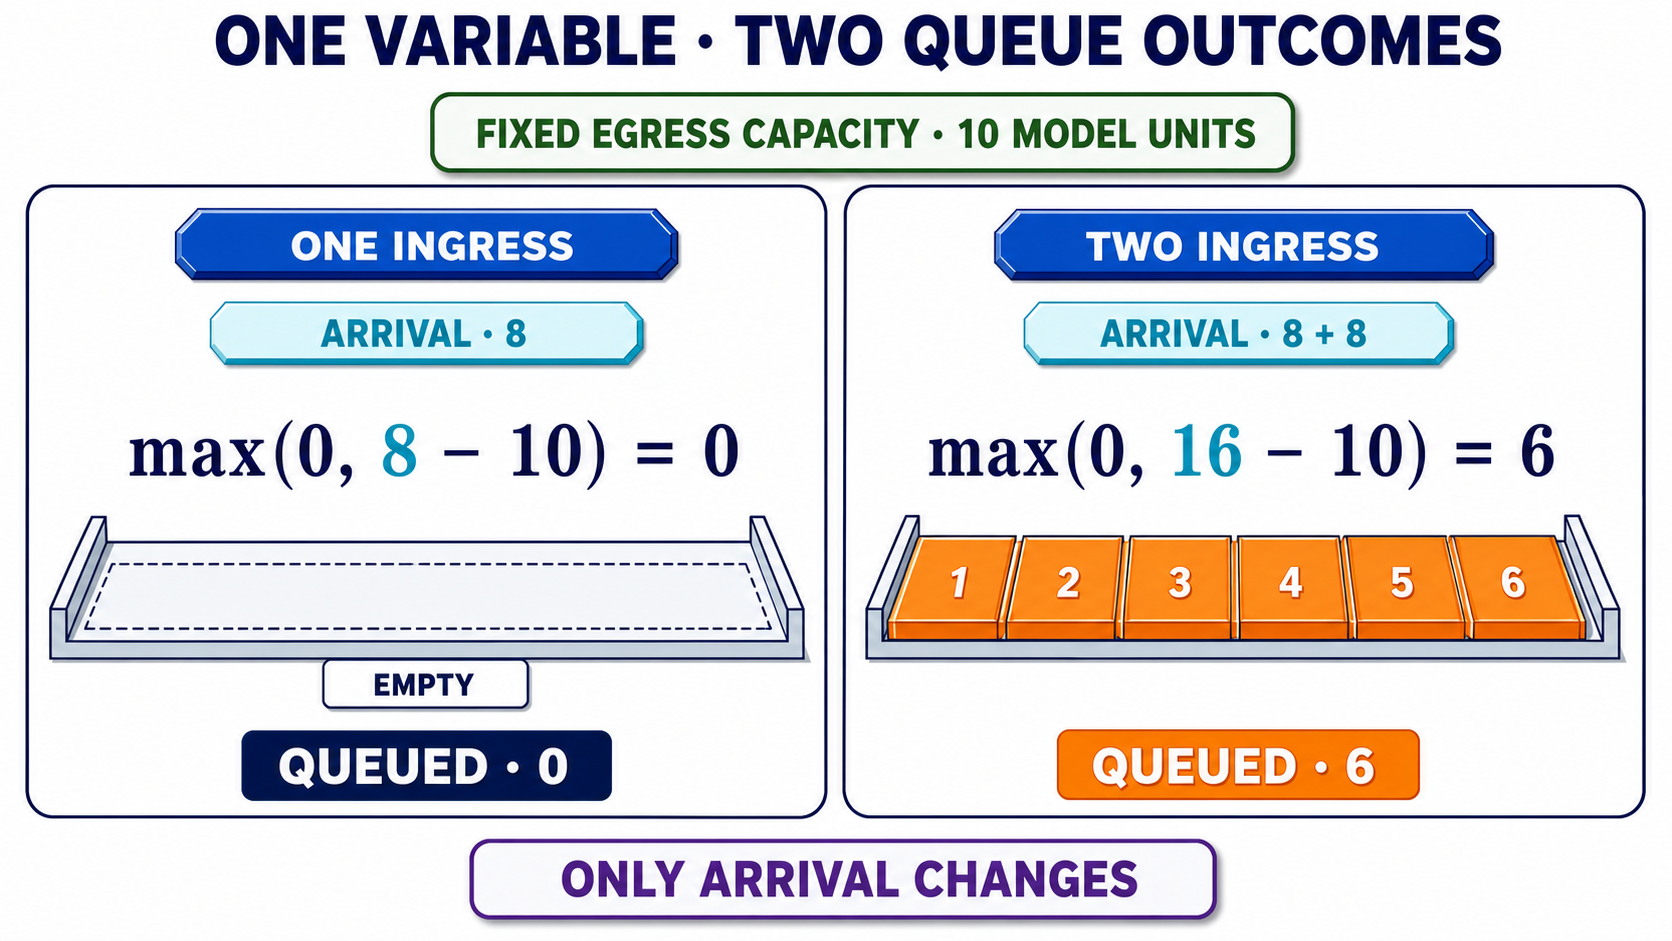 ONE VARIABLE · TWO QUEUE OUTCOMES
FIXED EGRESS CAPACITY · 10 MODEL UNITS
ONE INGRESS
ARRIVAL · 8
max(0, 8 − 10) = 0
EMPTY
QUEUED · 0
TWO INGRESS
ARRIVAL · 8 + 8
max(0, 16 − 10) = 6
1 2 3 4 5 6
QUEUED · 6
ONLY ARRIVAL CHANGES